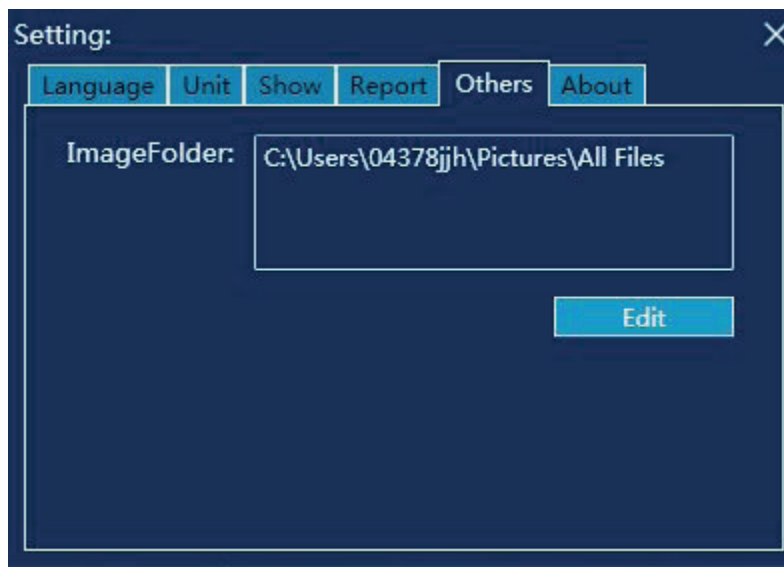 Setting:
Language Unit Show Report Others About
ImageFolder: C:\Users\04378jjh\Pictures\All Files
Edit